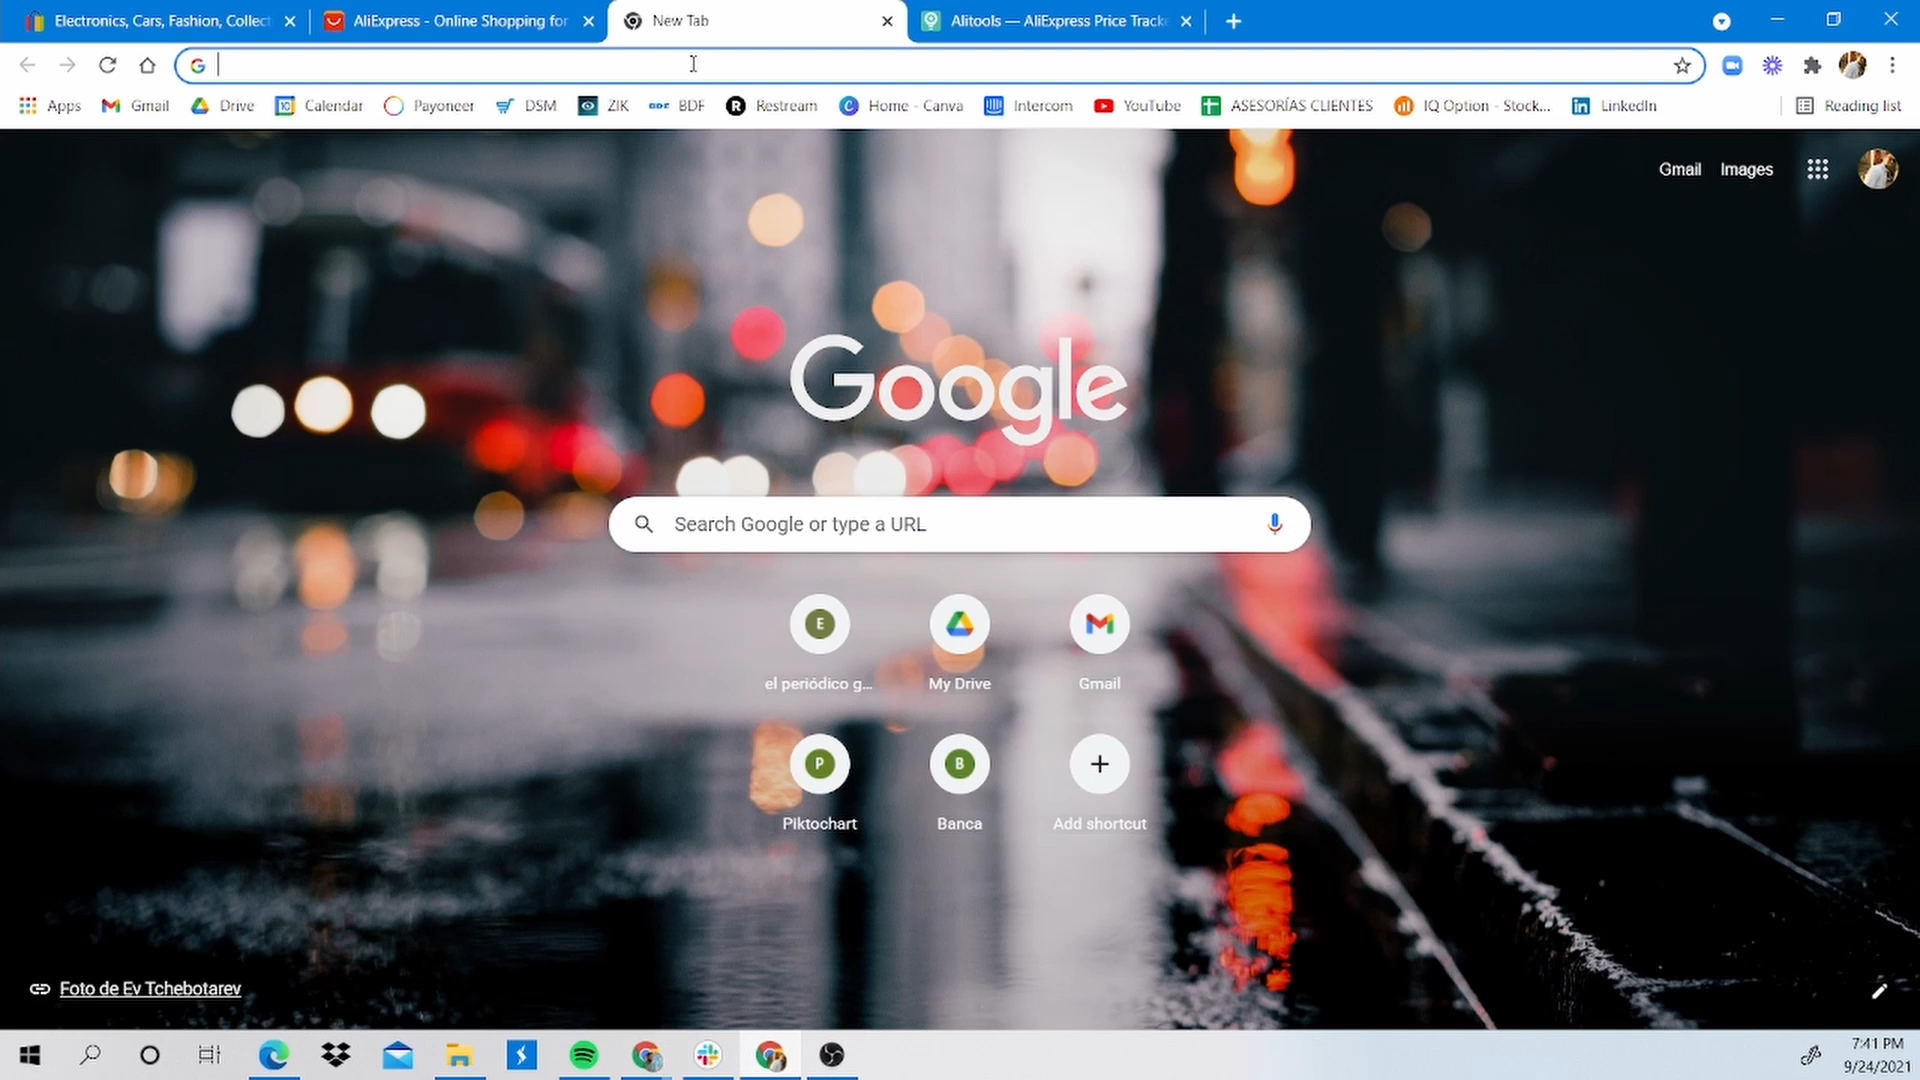 Electronics, Cars, Fashion, Collect
AliExpress - Online Shopping for
New Tab
Alitools — AliExpress Price Track
Apps
Gmail
Drive
Calendar
Payoneer
DSM
ZIK
BDF
Restream
Home - Canva
Intercom
YouTube
ASESORÍAS CLIENTES
IQ Option - Stock...
LinkedIn
Reading list
Gmail
Images
Google
Search Google or type a URL
E
el periódico g...
My Drive
Gmail
P
Piktochart
B
Banca
Add shortcut
Foto de Ev Tchebotarev
7:41 PM
9/24/2021